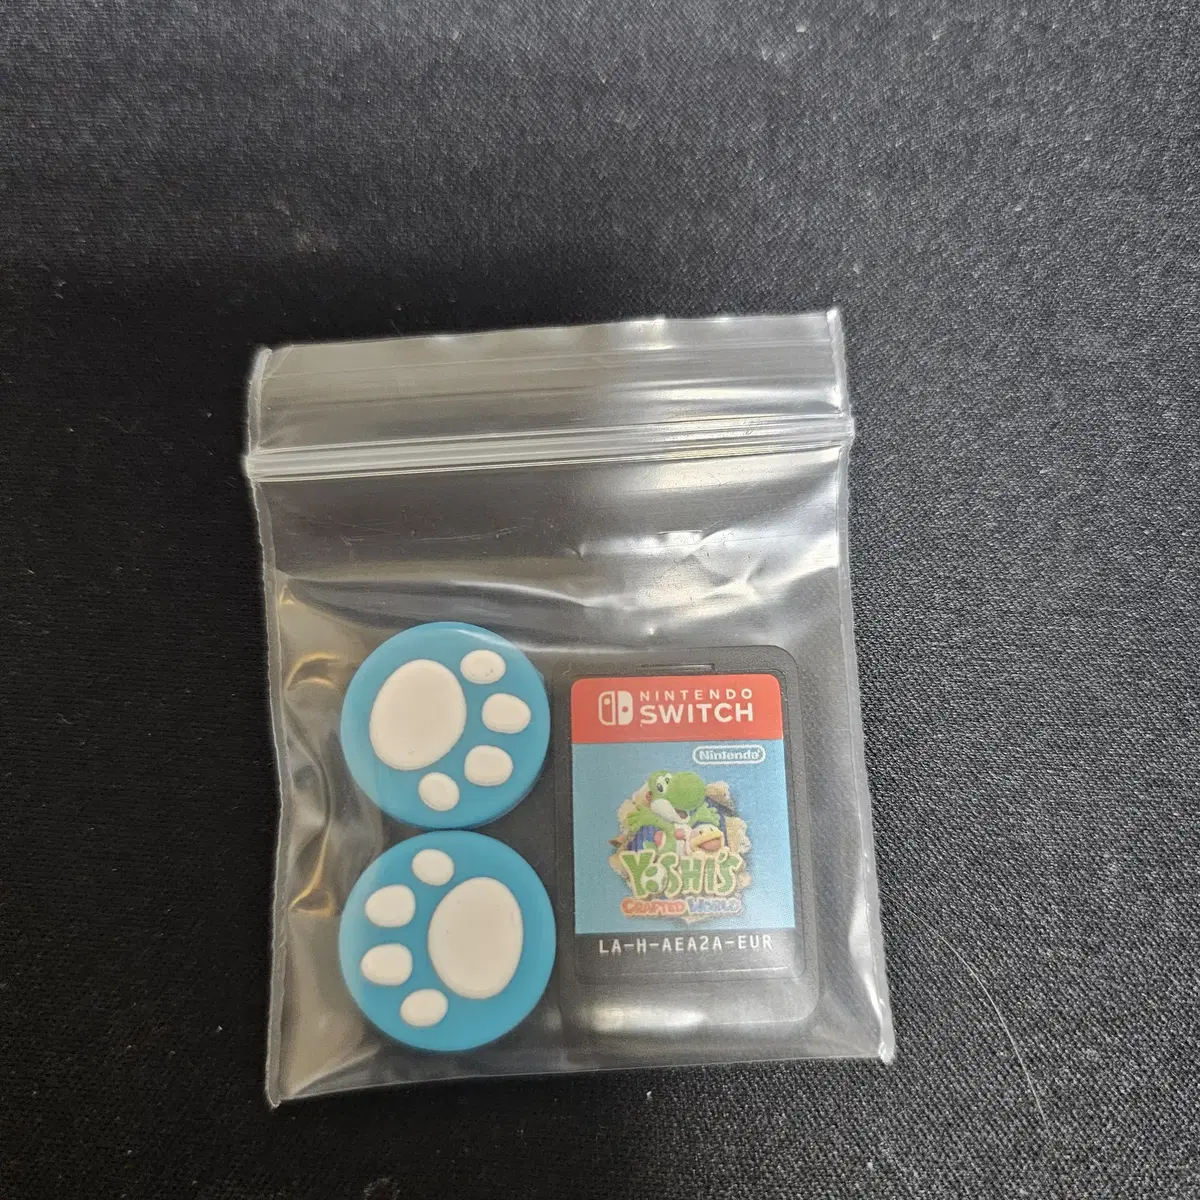 NINTENDO
SWITCH
Nintendo
YOSHI'S
CRAFTED WORLD
LA-H-AEA2A-EUR